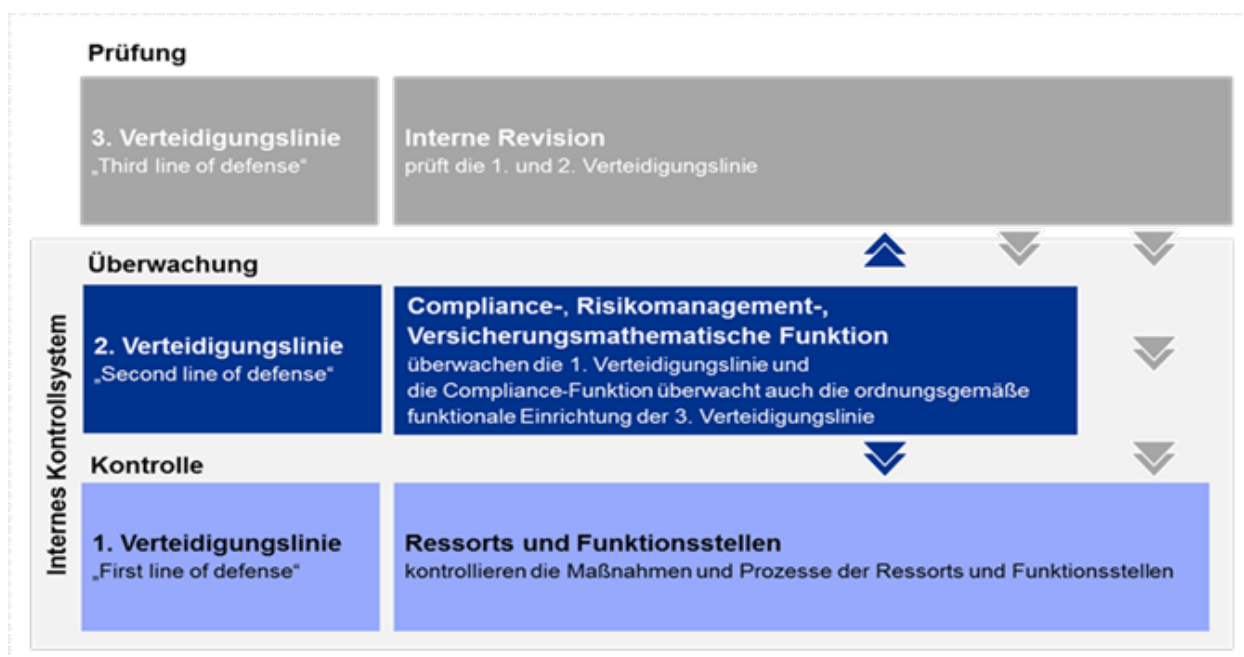 Prüfung
3. Verteidigungslinie
„Third line of defense“
Interne Revision
prüft die 1. und 2. Verteidigungslinie
Internes Kontrollsystem
Überwachung
2. Verteidigungslinie
„Second line of defense“
Compliance-, Risikomanagement-,
Versicherungsmathematische Funktion
überwachen die 1. Verteidigungslinie und
die Compliance-Funktion überwacht auch die ordnungsgemäße
funktionale Einrichtung der 3. Verteidigungslinie
Kontrolle
1. Verteidigungslinie
„First line of defense“
Ressorts und Funktionsstellen
kontrollieren die Maßnahmen und Prozesse der Ressorts und Funktionsstellen